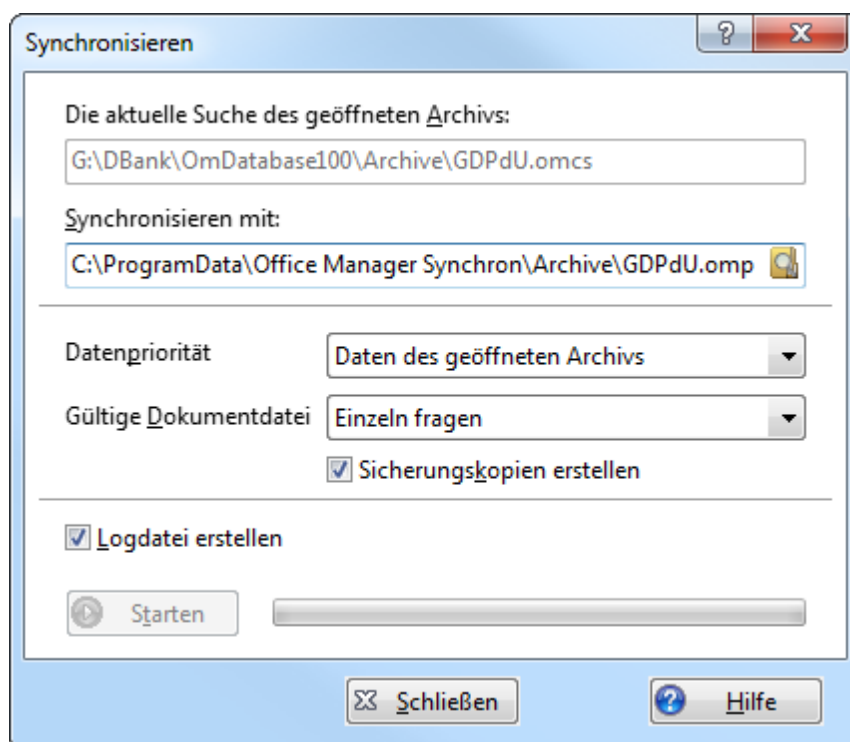 Synchronisieren
Die aktuelle Suche des geöffneten Archivs:
G:\DBank\OmDatabase100\Archive\GDPdU.omcs
Synchronisieren mit:
C:\ProgramData\Office Manager Synchron\Archive\GDPdU.omp
Datenpriorität Daten des geöffneten Archivs
Gültige Dokumentdatei Einzeln fragen
Sicherungskopien erstellen
Logdatei erstellen
Starten
Schließen Hilfe